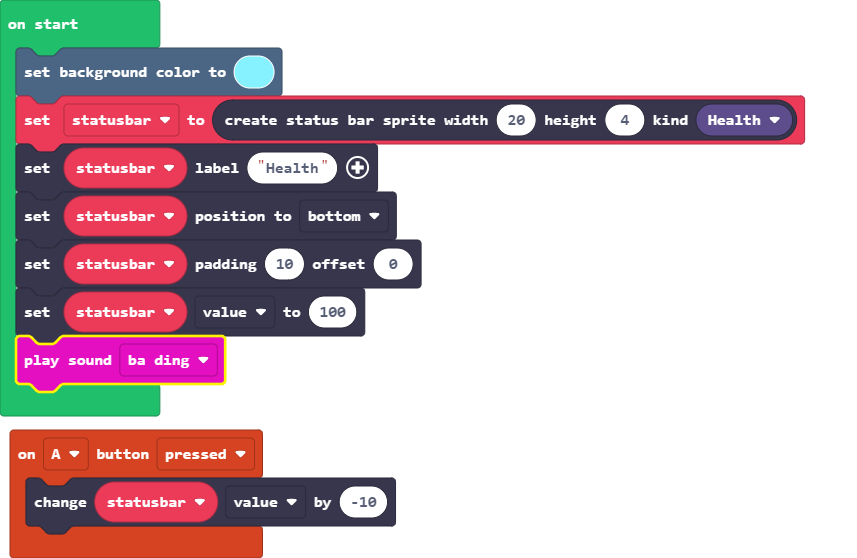 on start
set background color to
set statusbar to create status bar sprite width 20 height 4 kind Health
set statusbar label "Health"
set statusbar position to bottom
set statusbar padding 10 offset 0
set statusbar value to 100
play sound ba ding
on A button pressed
change statusbar value by -10